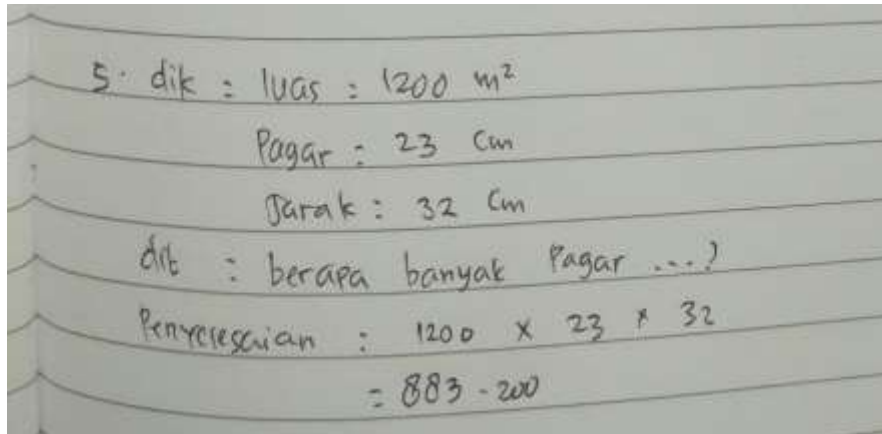 5. dik : luas : 1200 m²
Pagar : 23 Cm
Jarak : 32 Cm
dit : berapa banyak Pagar ...?
Penyelesaian : 1200 x 23 x 32
= 883.200